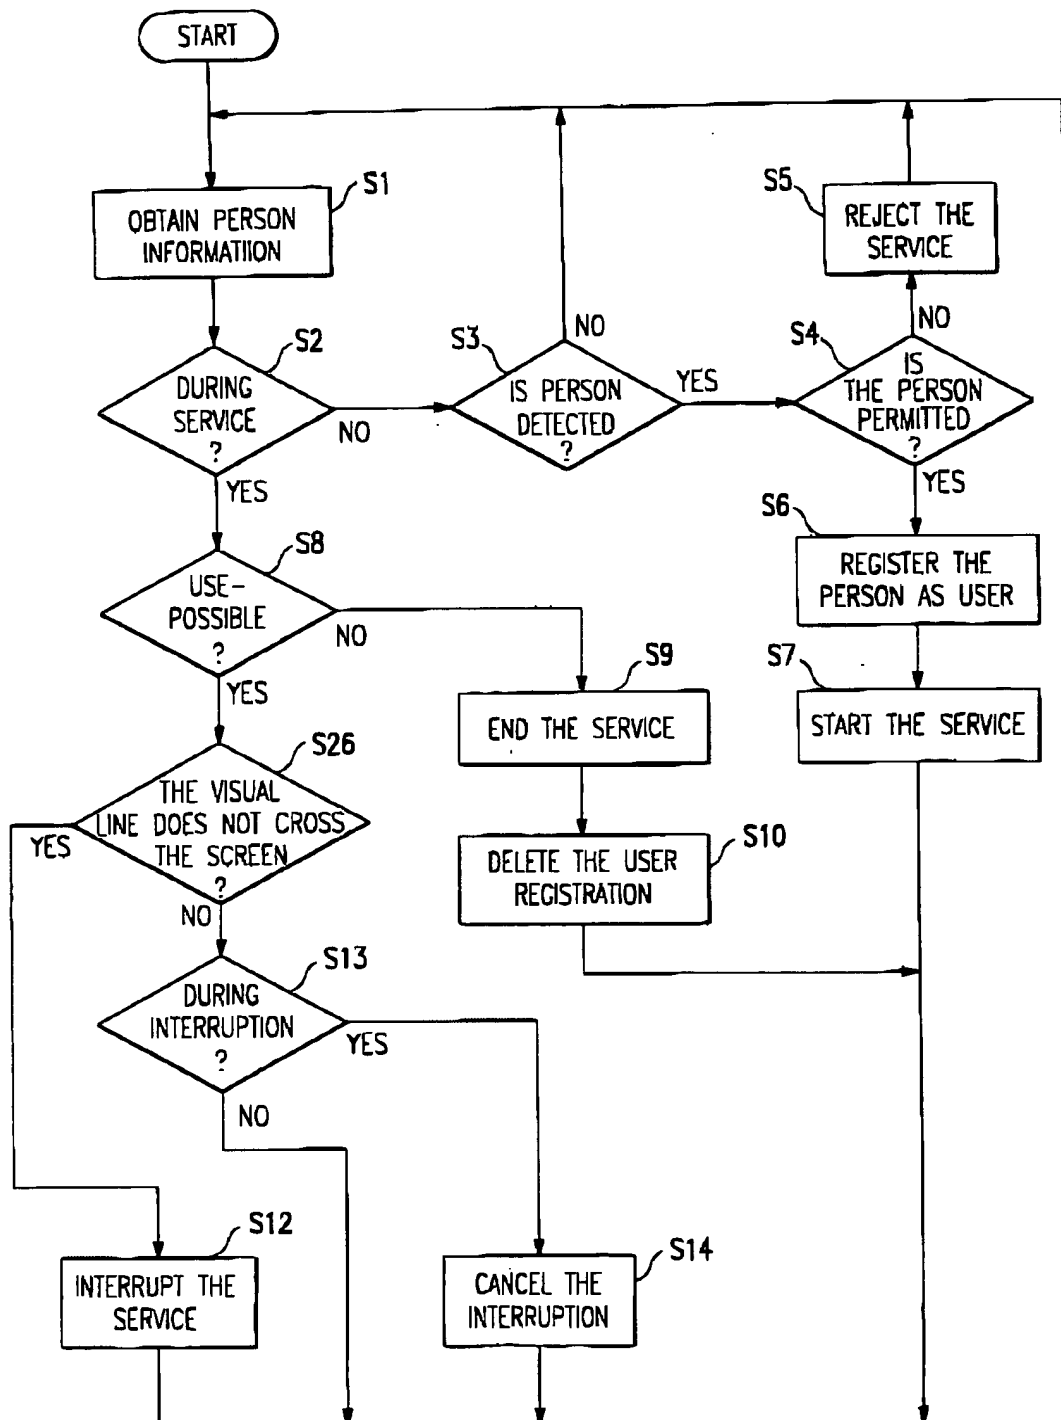 START
S1
OBTAIN PERSON
INFORMATIION
S5
REJECT THE
SERVICE
S2
DURING
SERVICE
?
NO
YES
S3
IS PERSON
DETECTED
?
NO
YES
S4
IS
THE PERSON
PERMITTED
?
NO
YES
S6
REGISTER THE
PERSON AS USER
S7
START THE SERVICE
S8
USE-
POSSIBLE
?
NO
YES
S9
END THE SERVICE
S10
DELETE THE USER
REGISTRATION
S26
THE VISUAL
LINE DOES NOT CROSS
THE SCREEN
?
YES
NO
S13
DURING
INTERRUPTION
?
YES
NO
S12
INTERRUPT THE
SERVICE
S14
CANCEL THE
INTERRUPTION